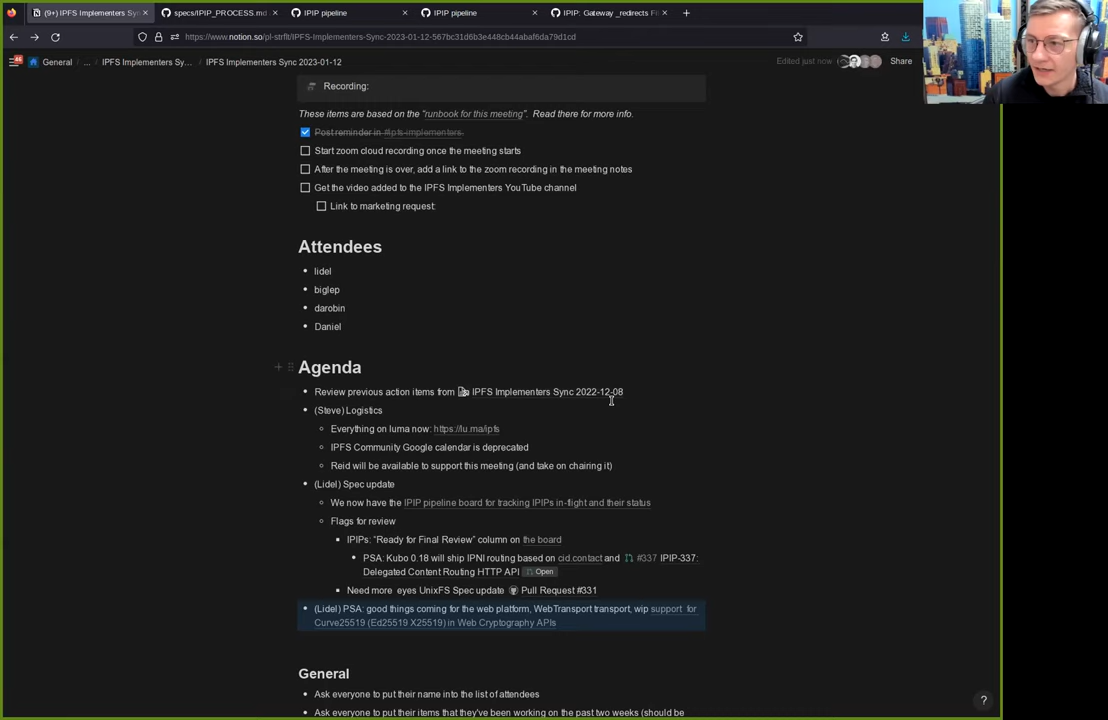 (9+) IPFS Implementers Syn
specs/IPIP_PROCESS.md
IPIP pipeline
IPIP pipeline
IPIP: Gateway _redirects Fil
https://www.notion.so/pl-strflt/IPFS-Implementers-Sync-2023-01-12-567bc31d6b3e448cb44abaf6da79d1cd
General / ... / IPFS Implementers Sy... / IPFS Implementers Sync 2023-01-12
Edited just now
Share
Recording:
These items are based on the "runbook for this meeting". Read there for more info.
Post reminder in #ipfs-implementers.
Start zoom cloud recording once the meeting starts
After the meeting is over, add a link to the zoom recording in the meeting notes
Get the video added to the IPFS Implementers YouTube channel
Link to marketing request:
Attendees
lidel
biglep
darobin
Daniel
Agenda
Review previous action items from IPFS Implementers Sync 2022-12-08
(Steve) Logistics
Everything on luma now: https://lu.ma/ipfs
IPFS Community Google calendar is deprecated
Reid will be available to support this meeting (and take on chairing it)
(Lidel) Spec update
We now have the IPIP pipeline board for tracking IPIPs in-flight and their status
Flags for review
IPIPs: "Ready for Final Review" column on the board
PSA: Kubo 0.18 will ship IPNI routing based on cid.contact and #337 IPIP-337:
Delegated Content Routing HTTP API Open
Need more eyes UnixFS Spec update Pull Request #331
(Lidel) PSA: good things coming for the web platform, WebTransport transport, wip support for
Curve25519 (Ed25519 X25519) in Web Cryptography APIs
General
Ask everyone to put their name into the list of attendees
Ask everyone to put their items that they've been working on the past two weeks (should be
?